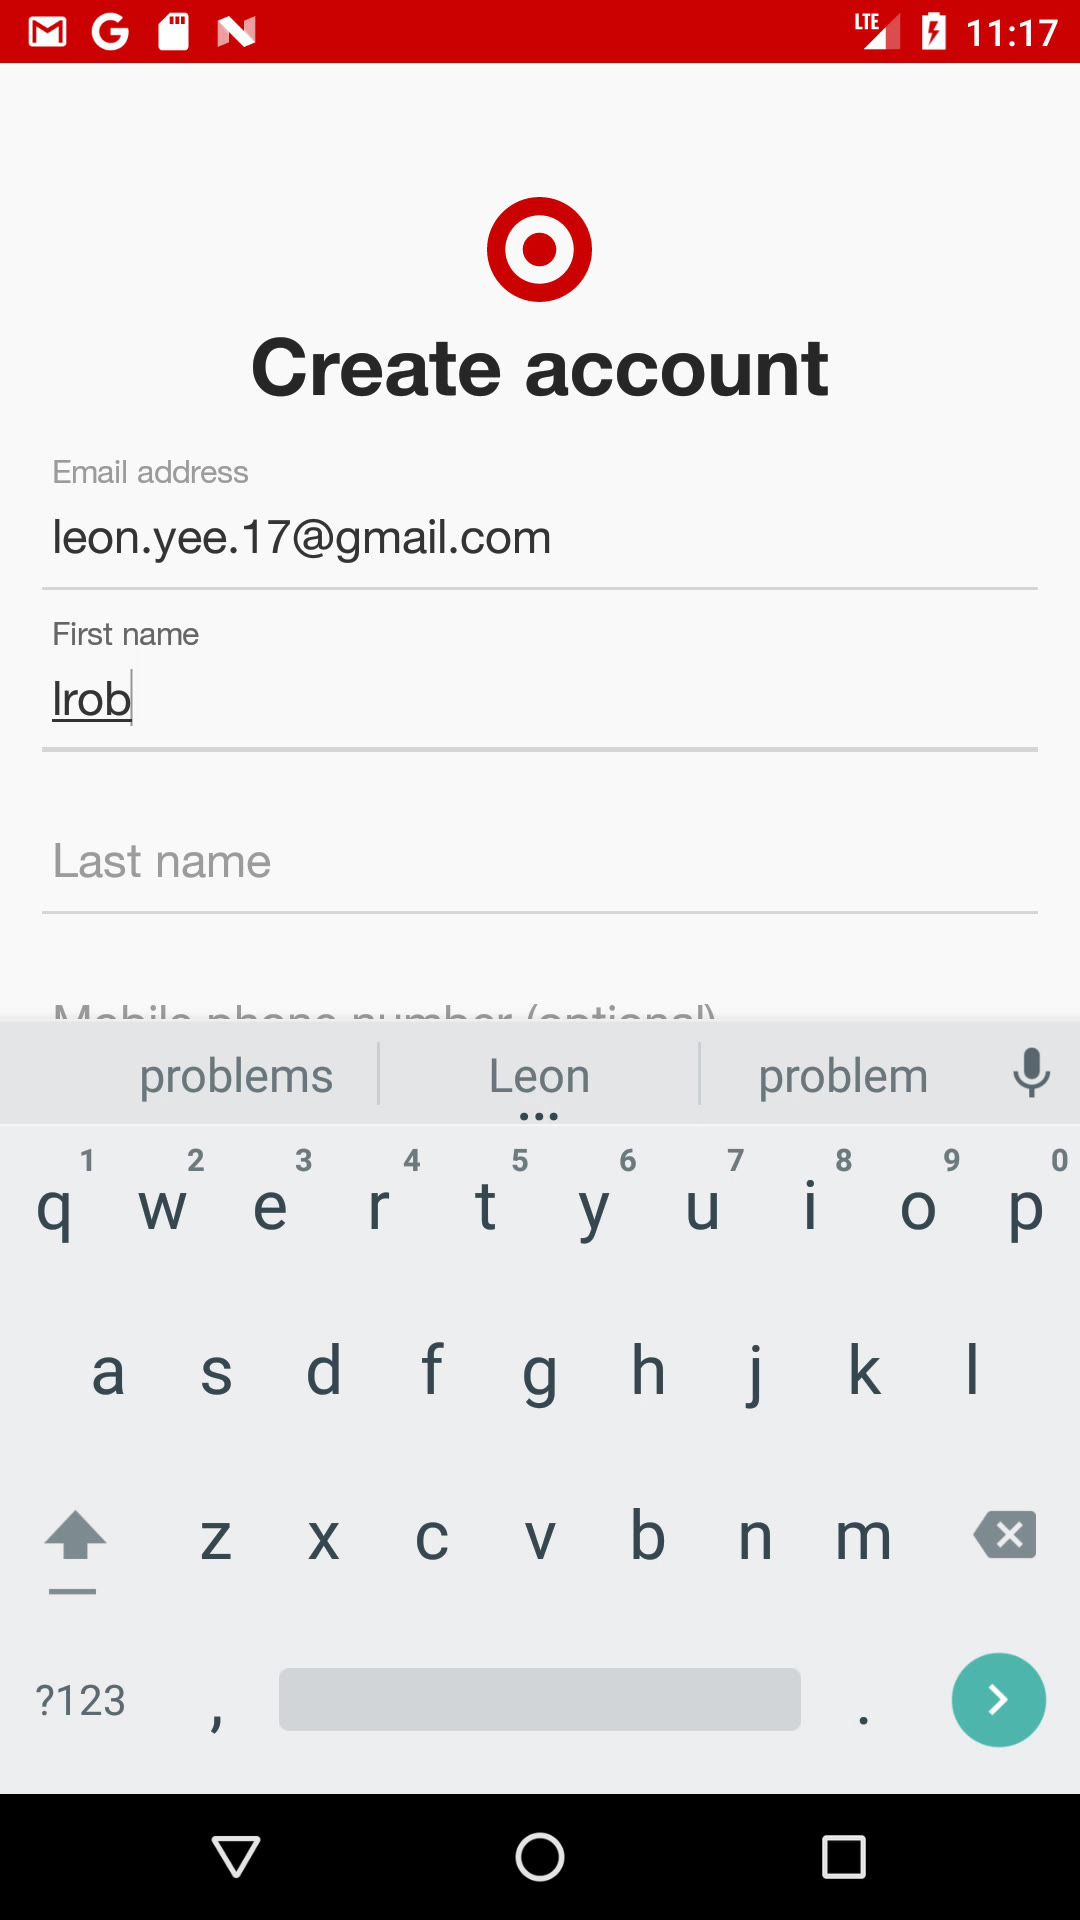 LTE 11:17
Create account
Email address
leon.yee.17@gmail.com
First name
lrob
Last name
Mobile phone number (optional)
problems Leon problem
1 2 3 4 5 6 7 8 9 0
q w e r t y u i o p
a s d f g h j k l
z x c v b n m
?123 , .